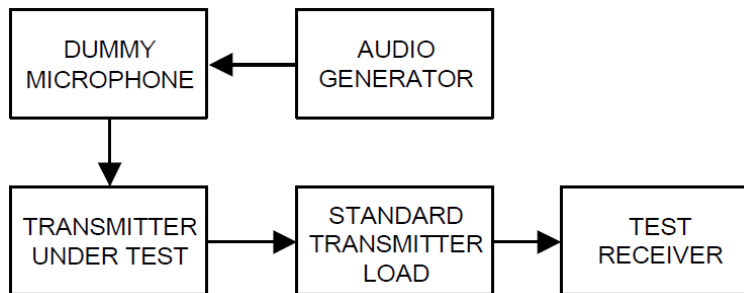 DUMMY
MICROPHONE
AUDIO
GENERATOR
TRANSMITTER
UNDER TEST
STANDARD
TRANSMITTER
LOAD
TEST
RECEIVER